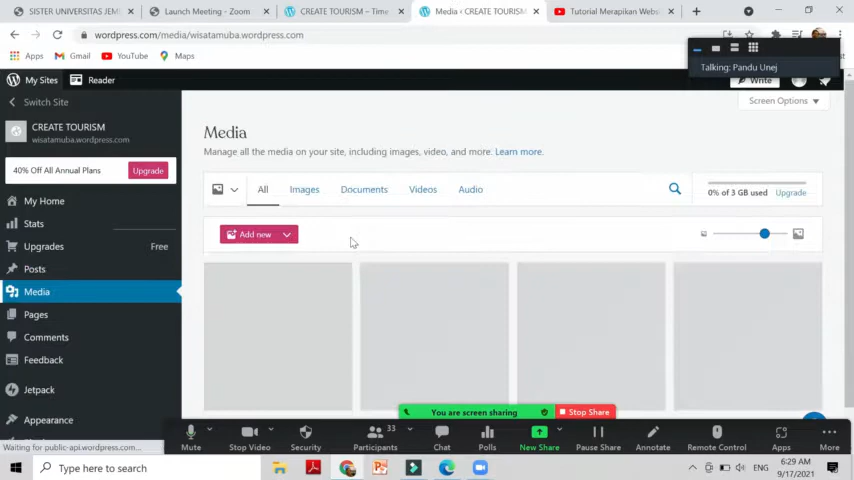 SISTER UNIVERSITAS JEM
Launch Meeting - Zoom
CREATE TOURISM – Time
Media ‹ CREATE TOURISM
Tutorial Merapikan Webs
wordpress.com/media/wisatamuba.wordpress.com
Apps
Gmail
YouTube
Maps
Talking: Pandu Unej
My Sites
Reader
Write
Switch Site
Screen Options
CREATE TOURISM
wisatamuba.wordpress.com
Media
Manage all the media on your site, including images, video, and more. Learn more.
40% Off All Annual Plans
Upgrade
All
Images
Documents
Videos
Audio
0% of 3 GB used
Upgrade
My Home
Stats
Add new
Upgrades
Free
Posts
Media
Pages
Comments
Feedback
Jetpack
Appearance
You are screen sharing
Stop Share
33
Mute
Stop Video
Security
Participants
Chat
Polls
New Share
Pause Share
Annotate
Remote Control
Apps
More
Waiting for public-api.wordpress.com...
Type here to search
ENG
6:29 AM
9/17/2021